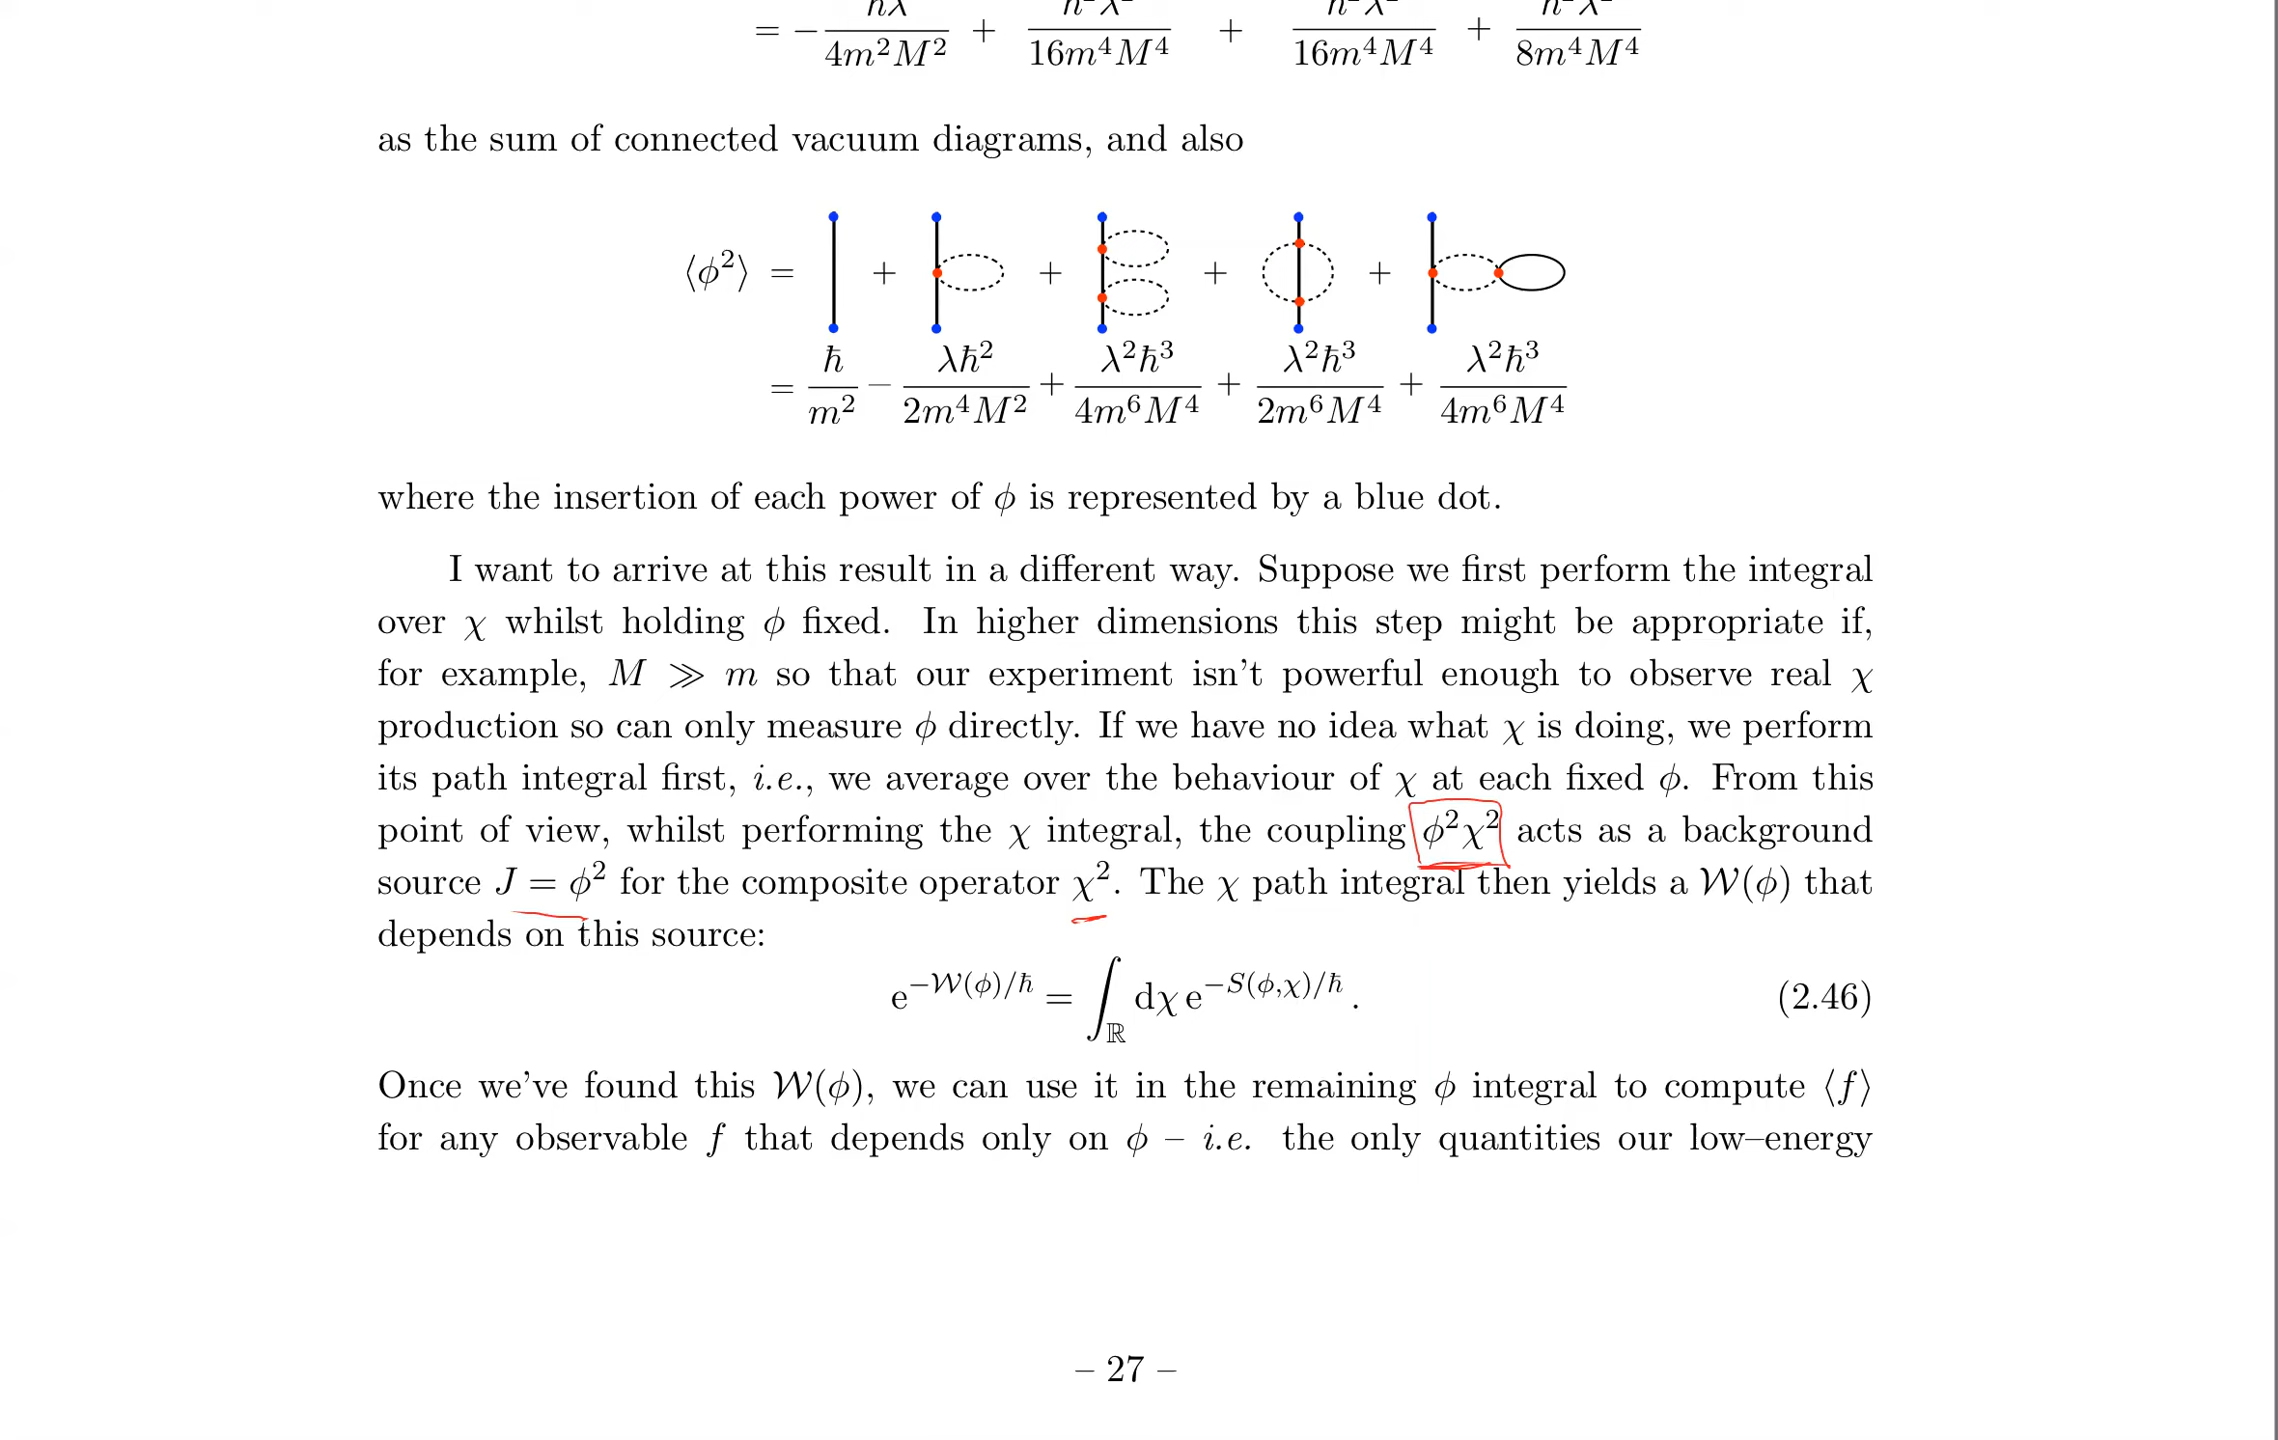 = − ħλ/4m²M² + ħ²λ²/16m⁴M⁴ + ħ²λ²/16m⁴M⁴ + ħ²λ²/8m⁴M⁴
as the sum of connected vacuum diagrams, and also
⟨ϕ²⟩ = + + + +
= ħ/m² − λħ²/2m⁴M² + λ²ħ³/4m⁶M⁴ + λ²ħ³/2m⁶M⁴ + λ²ħ³/4m⁶M⁴
where the insertion of each power of ϕ is represented by a blue dot.
I want to arrive at this result in a different way. Suppose we first perform the integral
over χ whilst holding ϕ fixed. In higher dimensions this step might be appropriate if,
for example, M ≫ m so that our experiment isn't powerful enough to observe real χ
production so can only measure ϕ directly. If we have no idea what χ is doing, we perform
its path integral first, i.e., we average over the behaviour of χ at each fixed ϕ. From this
point of view, whilst performing the χ integral, the coupling ϕ²χ² acts as a background
source J = ϕ² for the composite operator χ². The χ path integral then yields a 𝒲(ϕ) that
depends on this source:
e^{−𝒲(ϕ)/ħ} = ∫_ℝ dχ e^{−S(ϕ,χ)/ħ} . (2.46)
Once we've found this 𝒲(ϕ), we can use it in the remaining ϕ integral to compute ⟨f⟩
for any observable f that depends only on ϕ – i.e. the only quantities our low–energy
– 27 –